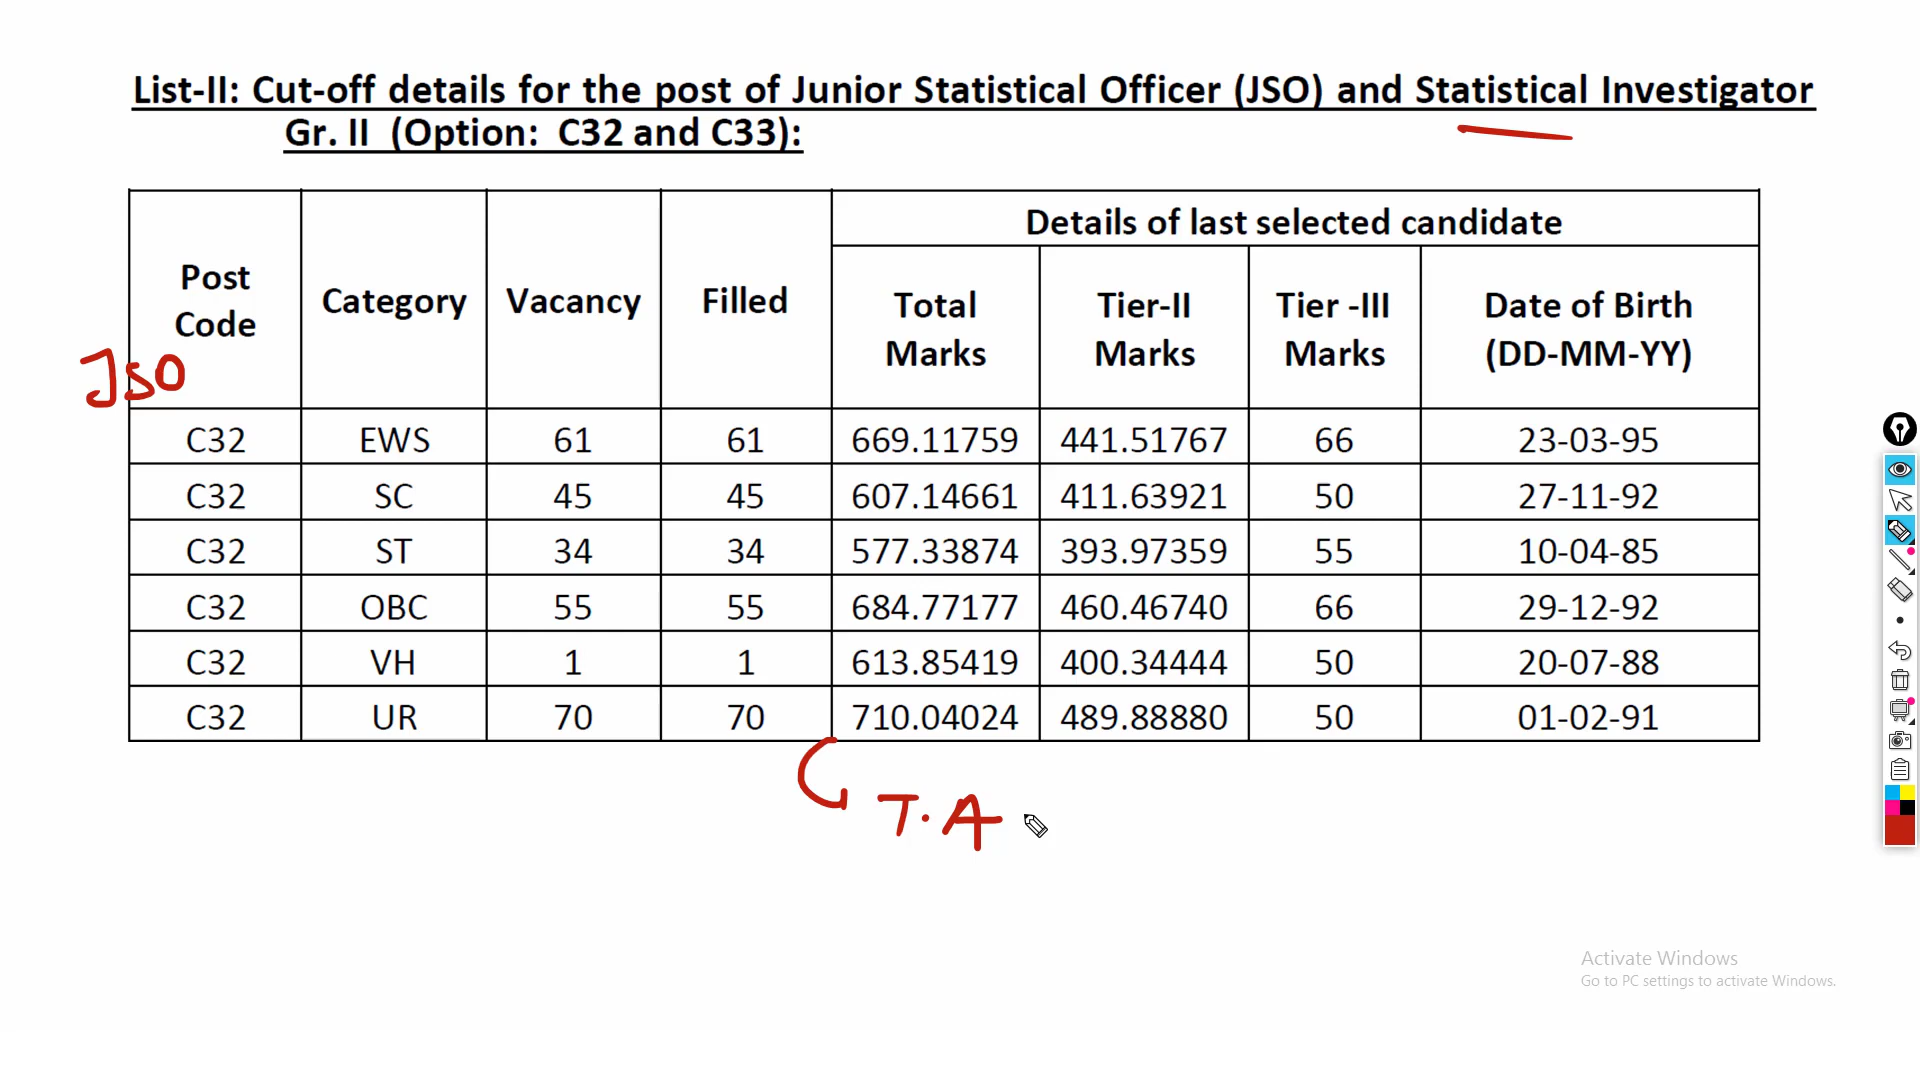 List-II: Cut-off details for the post of Junior Statistical Officer (JSO) and Statistical Investigator
Gr. II (Option: C32 and C33):
Post Code Category Vacancy Filled Details of last selected candidate
Total Marks Tier-II Marks Tier -III Marks Date of Birth (DD-MM-YY)
JSO
C32 EWS 61 61 669.11759 441.51767 66 23-03-95
C32 SC 45 45 607.14661 411.63921 50 27-11-92
C32 ST 34 34 577.33874 393.97359 55 10-04-85
C32 OBC 55 55 684.77177 460.46740 66 29-12-92
C32 VH 1 1 613.85419 400.34444 50 20-07-88
C32 UR 70 70 710.04024 489.88880 50 01-02-91
T.A
Activate Windows
Go to PC settings to activate Windows.